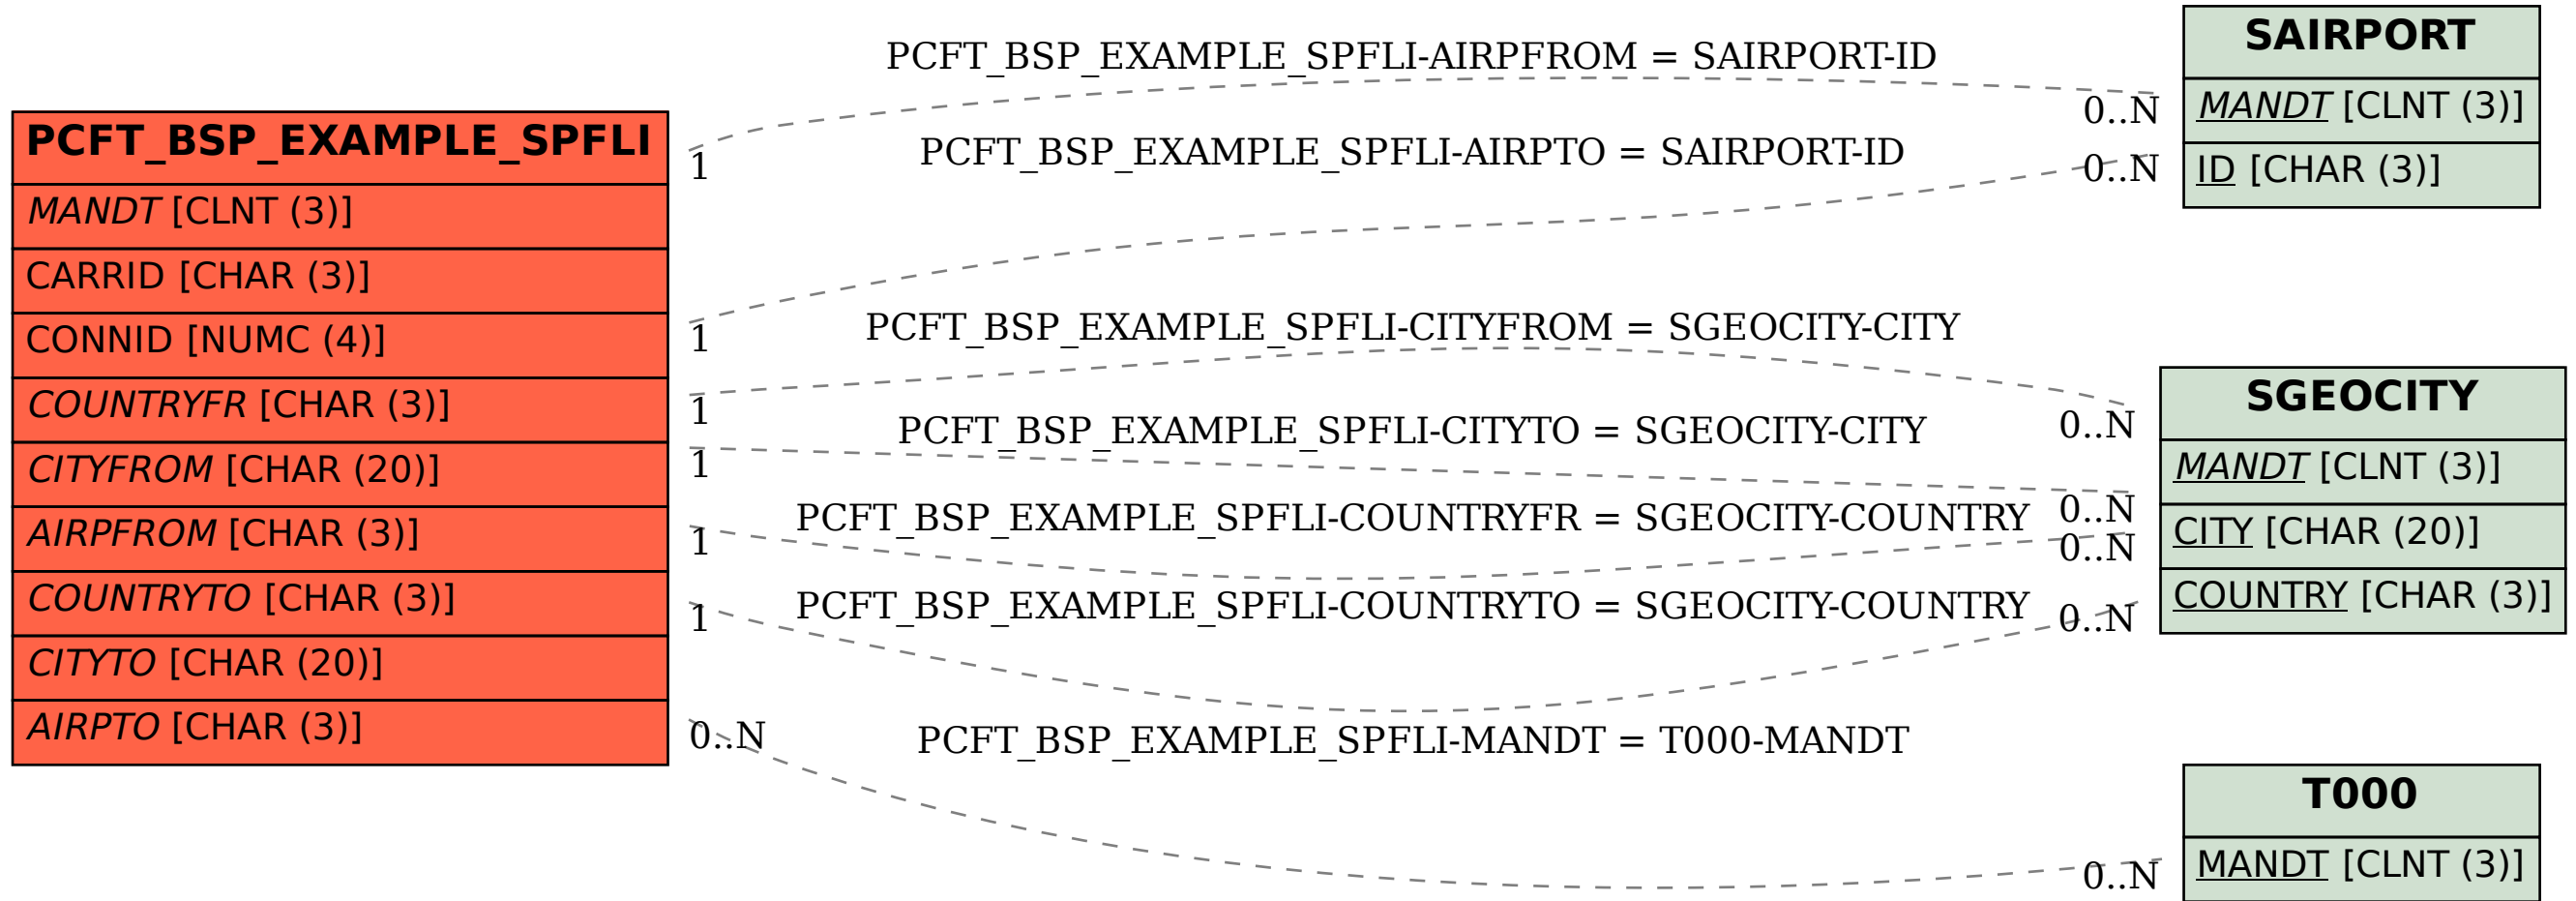 PCFT_BSP_EXAMPLE_SPFLI
MANDT [CLNT (3)]
CARRID [CHAR (3)]
CONNID [NUMC (4)]
COUNTRYFR [CHAR (3)]
CITYFROM [CHAR (20)]
AIRPFROM [CHAR (3)]
COUNTRYTO [CHAR (3)]
CITYTO [CHAR (20)]
AIRPTO [CHAR (3)]
PCFT_BSP_EXAMPLE_SPFLI-AIRPFROM = SAIRPORT-ID
1
0..N
PCFT_BSP_EXAMPLE_SPFLI-AIRPTO = SAIRPORT-ID
1
0..N
PCFT_BSP_EXAMPLE_SPFLI-CITYFROM = SGEOCITY-CITY
1
0..N
PCFT_BSP_EXAMPLE_SPFLI-CITYTO = SGEOCITY-CITY
1
0..N
PCFT_BSP_EXAMPLE_SPFLI-COUNTRYFR = SGEOCITY-COUNTRY
1
0..N
PCFT_BSP_EXAMPLE_SPFLI-COUNTRYTO = SGEOCITY-COUNTRY
1
0..N
PCFT_BSP_EXAMPLE_SPFLI-MANDT = T000-MANDT
0..N
0..N
SAIRPORT
MANDT [CLNT (3)]
ID [CHAR (3)]
SGEOCITY
MANDT [CLNT (3)]
CITY [CHAR (20)]
COUNTRY [CHAR (3)]
T000
MANDT [CLNT (3)]